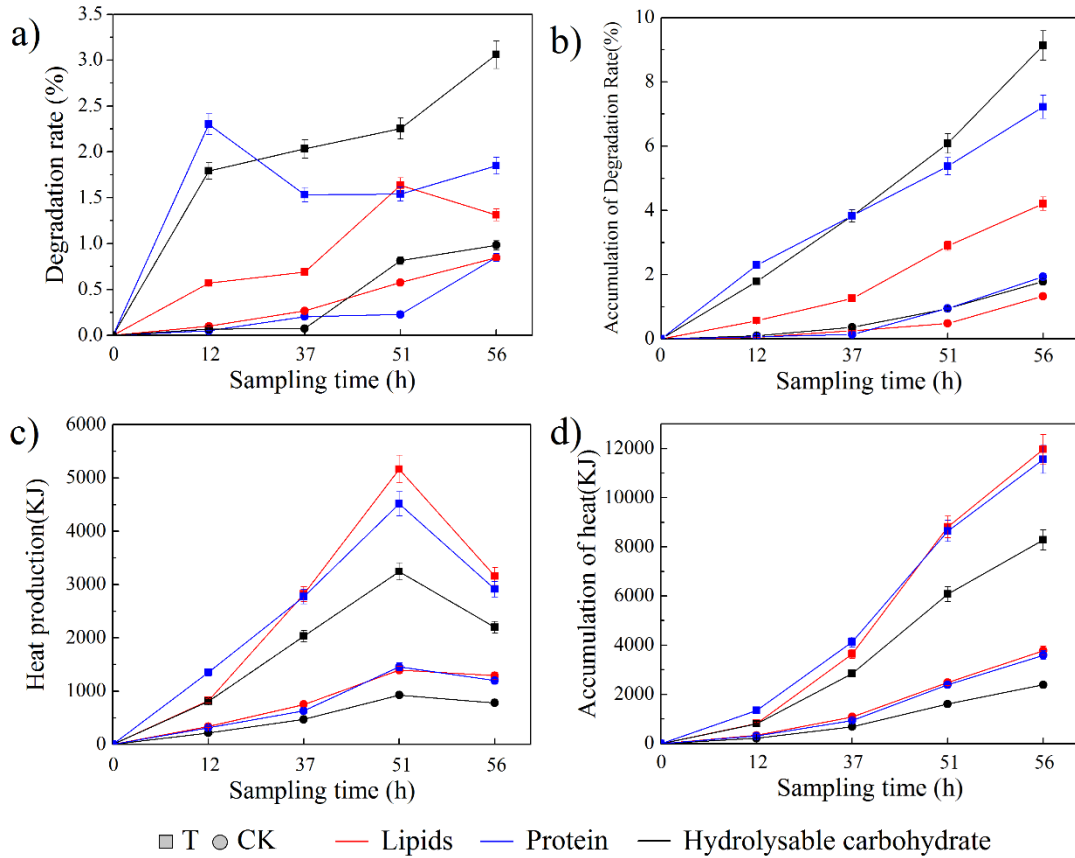 a)
3.5
3.0
2.5
2.0
1.5
1.0
0.5
0.0
Degradation rate (%)
0 12 37 51 56
Sampling time (h)
b)
10
8
6
4
2
0
Accumulation of Degradation Rate(%)
0 12 37 51 56
Sampling time (h)
c)
6000
5000
4000
3000
2000
1000
0
Heat production(KJ)
0 12 37 51 56
Sampling time (h)
d)
12000
10000
8000
6000
4000
2000
0
Accumulation of heat(KJ)
0 12 37 51 56
Sampling time (h)
T CK Lipids Protein Hydrolysable carbohydrate